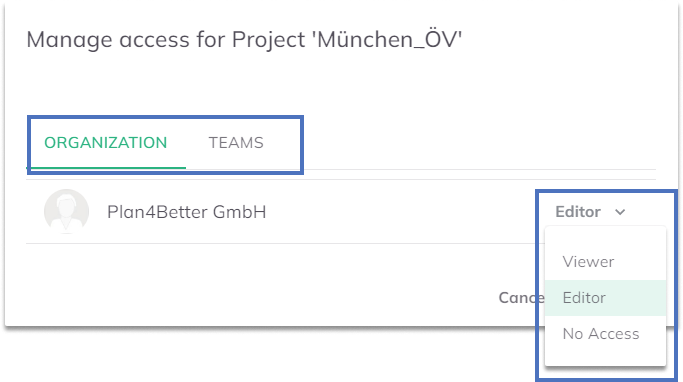 Manage access for Project 'München_ÖV'
ORGANIZATION TEAMS
Plan4Better GmbH Editor
Viewer
Cance Editor
No Access